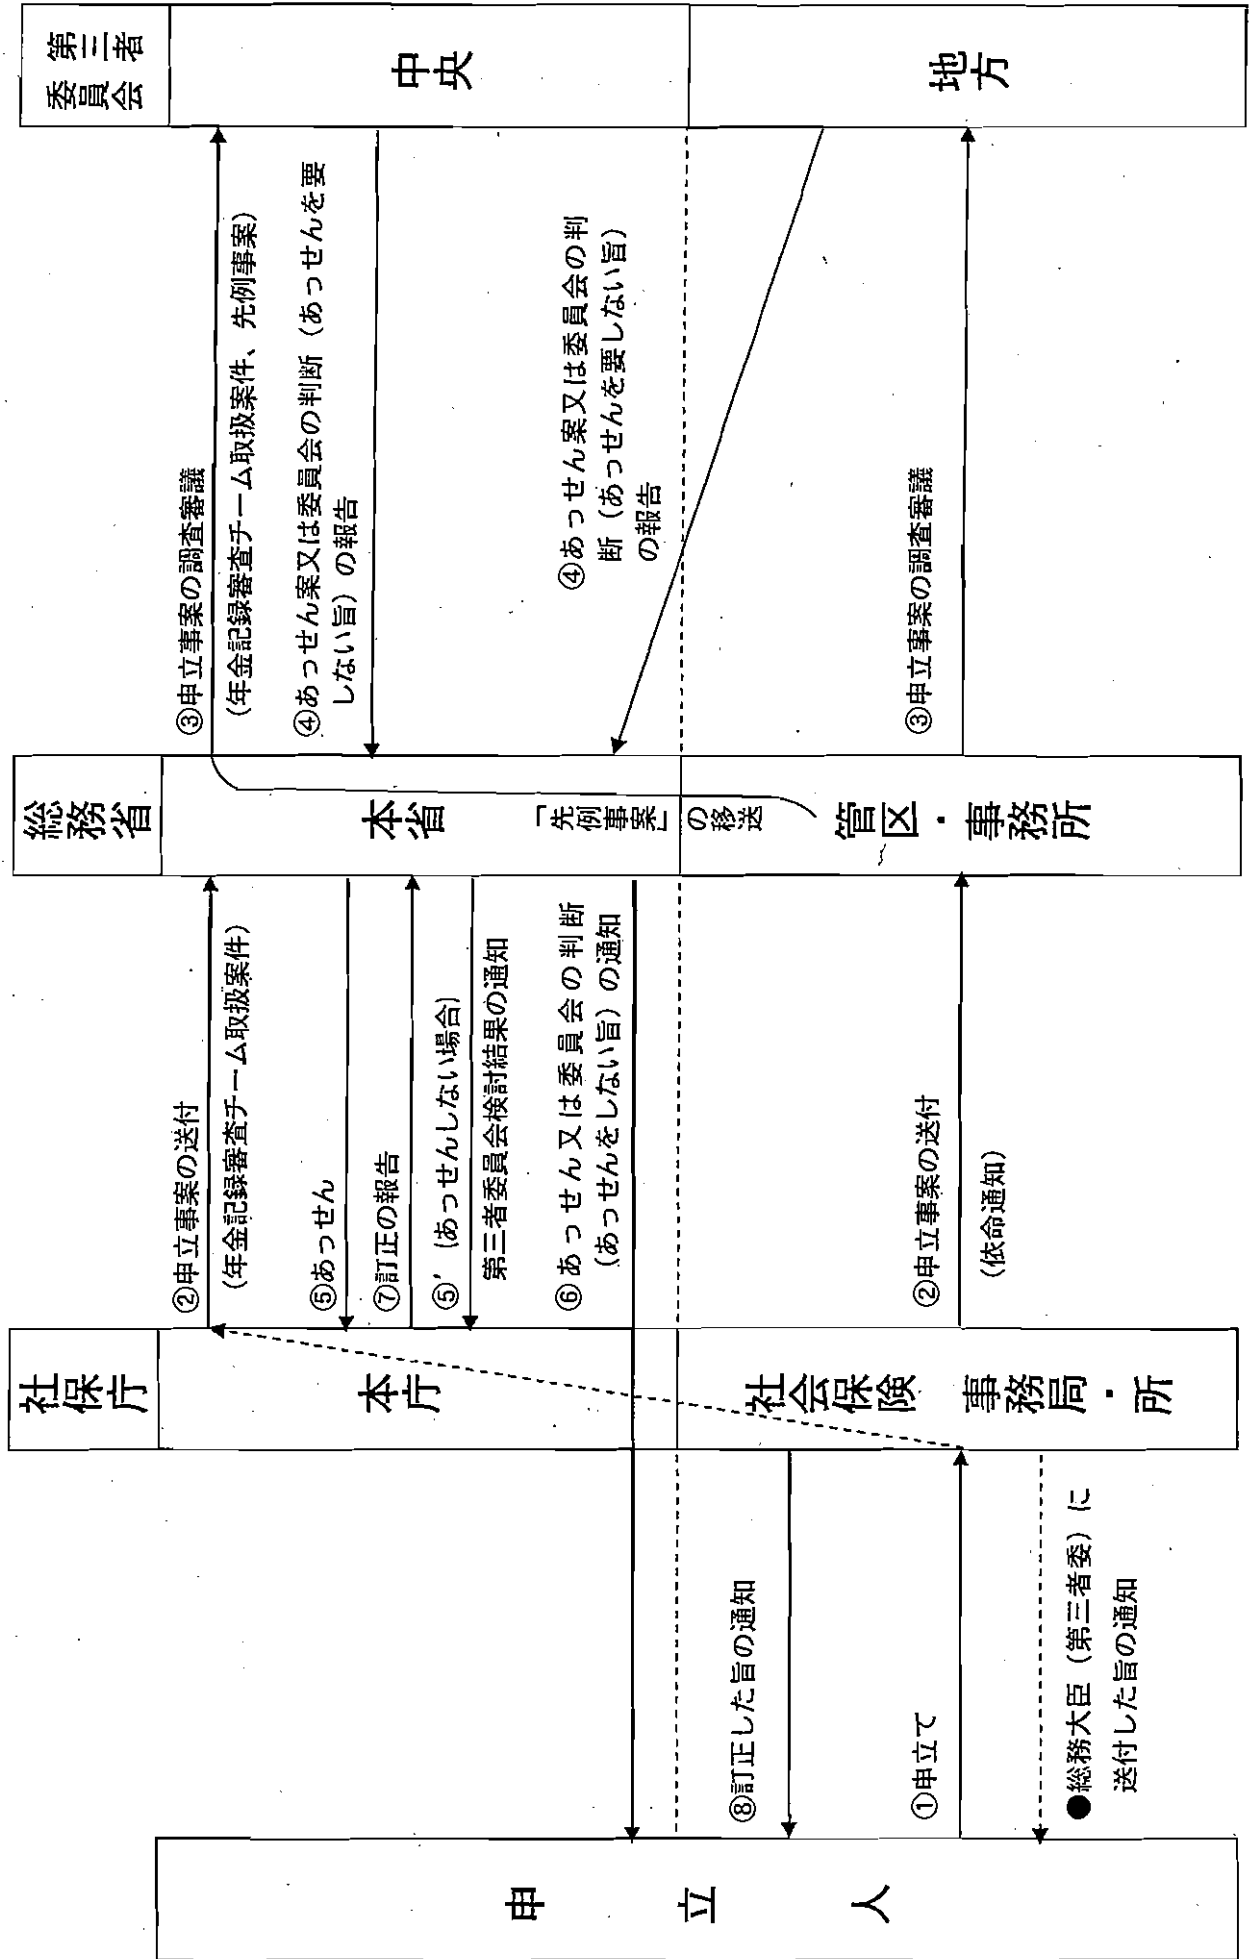 第三者
委員会
中央
地方
③申立事案の調査審議
(年金記録審査チーム取扱案件、先例事案)
④あっせん案又は委員会の判断(あっせんを要
しない旨)の報告
④あっせん案又は委員会の判
断(あっせんを要しない旨)
の報告
③申立事案の調査審議
総務省
本省
「先例事案」の移送
管区・事務所
②申立事案の送付
(年金記録審査チーム取扱案件)
⑤あっせん
⑦訂正の報告
⑤′(あっせんしない場合)
第三者委員会検討結果の通知
⑥あっせん又は委員会の判断
(あっせんをしない旨)の通知
②申立事案の送付
(依命通知)
社保庁
本庁
社会保険 事務局・所
⑧訂正した旨の通知
①申立て
●総務大臣(第三者委)に
送付した旨の通知
申立人